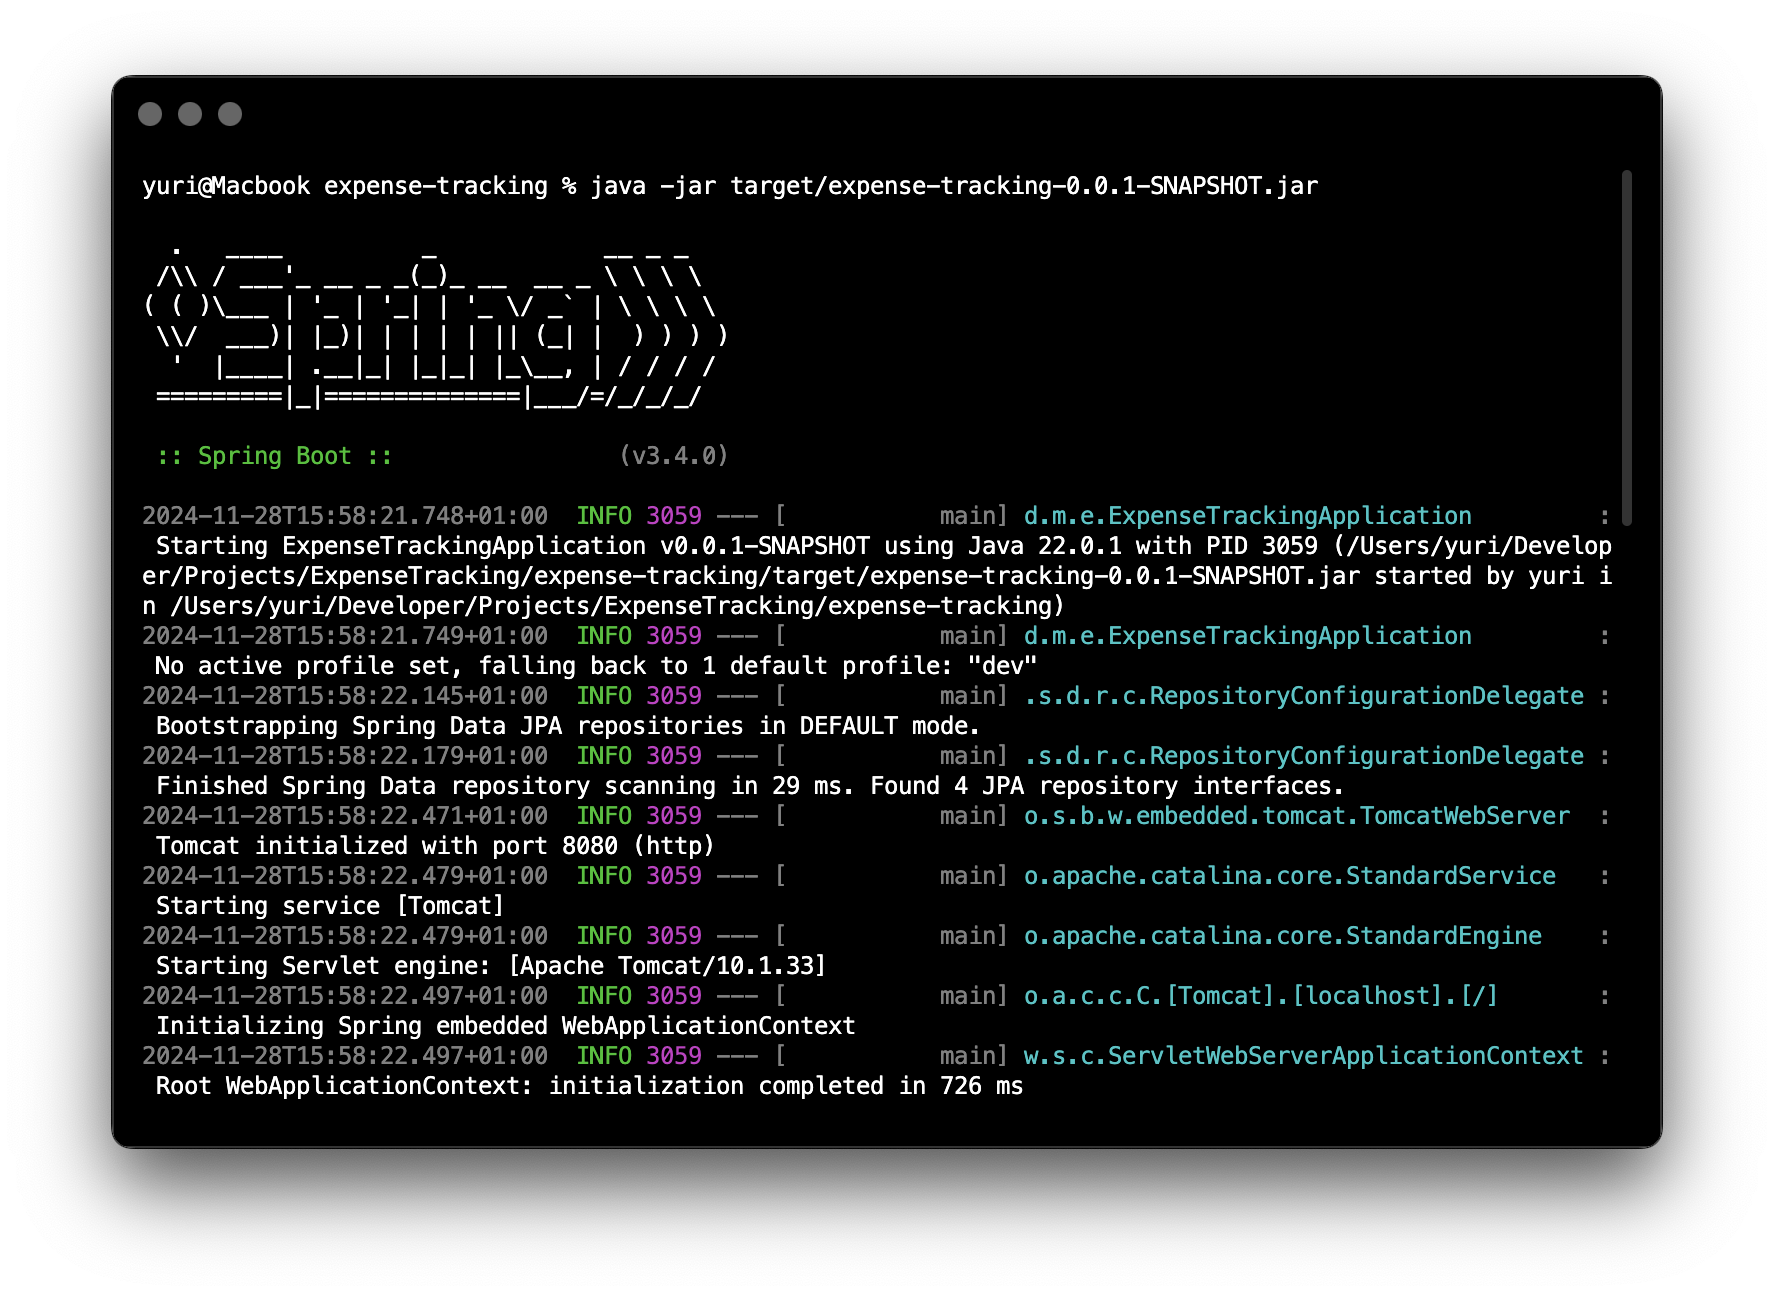 yuri@Macbook expense-tracking % java -jar target/expense-tracking-0.0.1-SNAPSHOT.jar

  .   ____          _            __ _ _
 /\\ / ___'_ __ _ _(_)_ __  __ _ \ \ \ \
( ( )\___ | '_ | '_| | '_ \/ _` | \ \ \ \
 \\/  ___)| |_)| | | | | || (_| |  ) ) ) )
  '  |____| .__|_| |_|_| |_\__, | / / / /
 =========|_|==============|___/=/_/_/_/

 :: Spring Boot ::                (v3.4.0)

2024-11-28T15:58:21.748+01:00  INFO 3059 --- [           main] d.m.e.ExpenseTrackingApplication         :
 Starting ExpenseTrackingApplication v0.0.1-SNAPSHOT using Java 22.0.1 with PID 3059 (/Users/yuri/Develop
er/Projects/ExpenseTracking/expense-tracking/target/expense-tracking-0.0.1-SNAPSHOT.jar started by yuri i
n /Users/yuri/Developer/Projects/ExpenseTracking/expense-tracking)
2024-11-28T15:58:21.749+01:00  INFO 3059 --- [           main] d.m.e.ExpenseTrackingApplication         :
 No active profile set, falling back to 1 default profile: "dev"
2024-11-28T15:58:22.145+01:00  INFO 3059 --- [           main] .s.d.r.c.RepositoryConfigurationDelegate :
 Bootstrapping Spring Data JPA repositories in DEFAULT mode.
2024-11-28T15:58:22.179+01:00  INFO 3059 --- [           main] .s.d.r.c.RepositoryConfigurationDelegate :
 Finished Spring Data repository scanning in 29 ms. Found 4 JPA repository interfaces.
2024-11-28T15:58:22.471+01:00  INFO 3059 --- [           main] o.s.b.w.embedded.tomcat.TomcatWebServer  :
 Tomcat initialized with port 8080 (http)
2024-11-28T15:58:22.479+01:00  INFO 3059 --- [           main] o.apache.catalina.core.StandardService   :
 Starting service [Tomcat]
2024-11-28T15:58:22.479+01:00  INFO 3059 --- [           main] o.apache.catalina.core.StandardEngine    :
 Starting Servlet engine: [Apache Tomcat/10.1.33]
2024-11-28T15:58:22.497+01:00  INFO 3059 --- [           main] o.a.c.c.C.[Tomcat].[localhost].[/]       :
 Initializing Spring embedded WebApplicationContext
2024-11-28T15:58:22.497+01:00  INFO 3059 --- [           main] w.s.c.ServletWebServerApplicationContext :
 Root WebApplicationContext: initialization completed in 726 ms